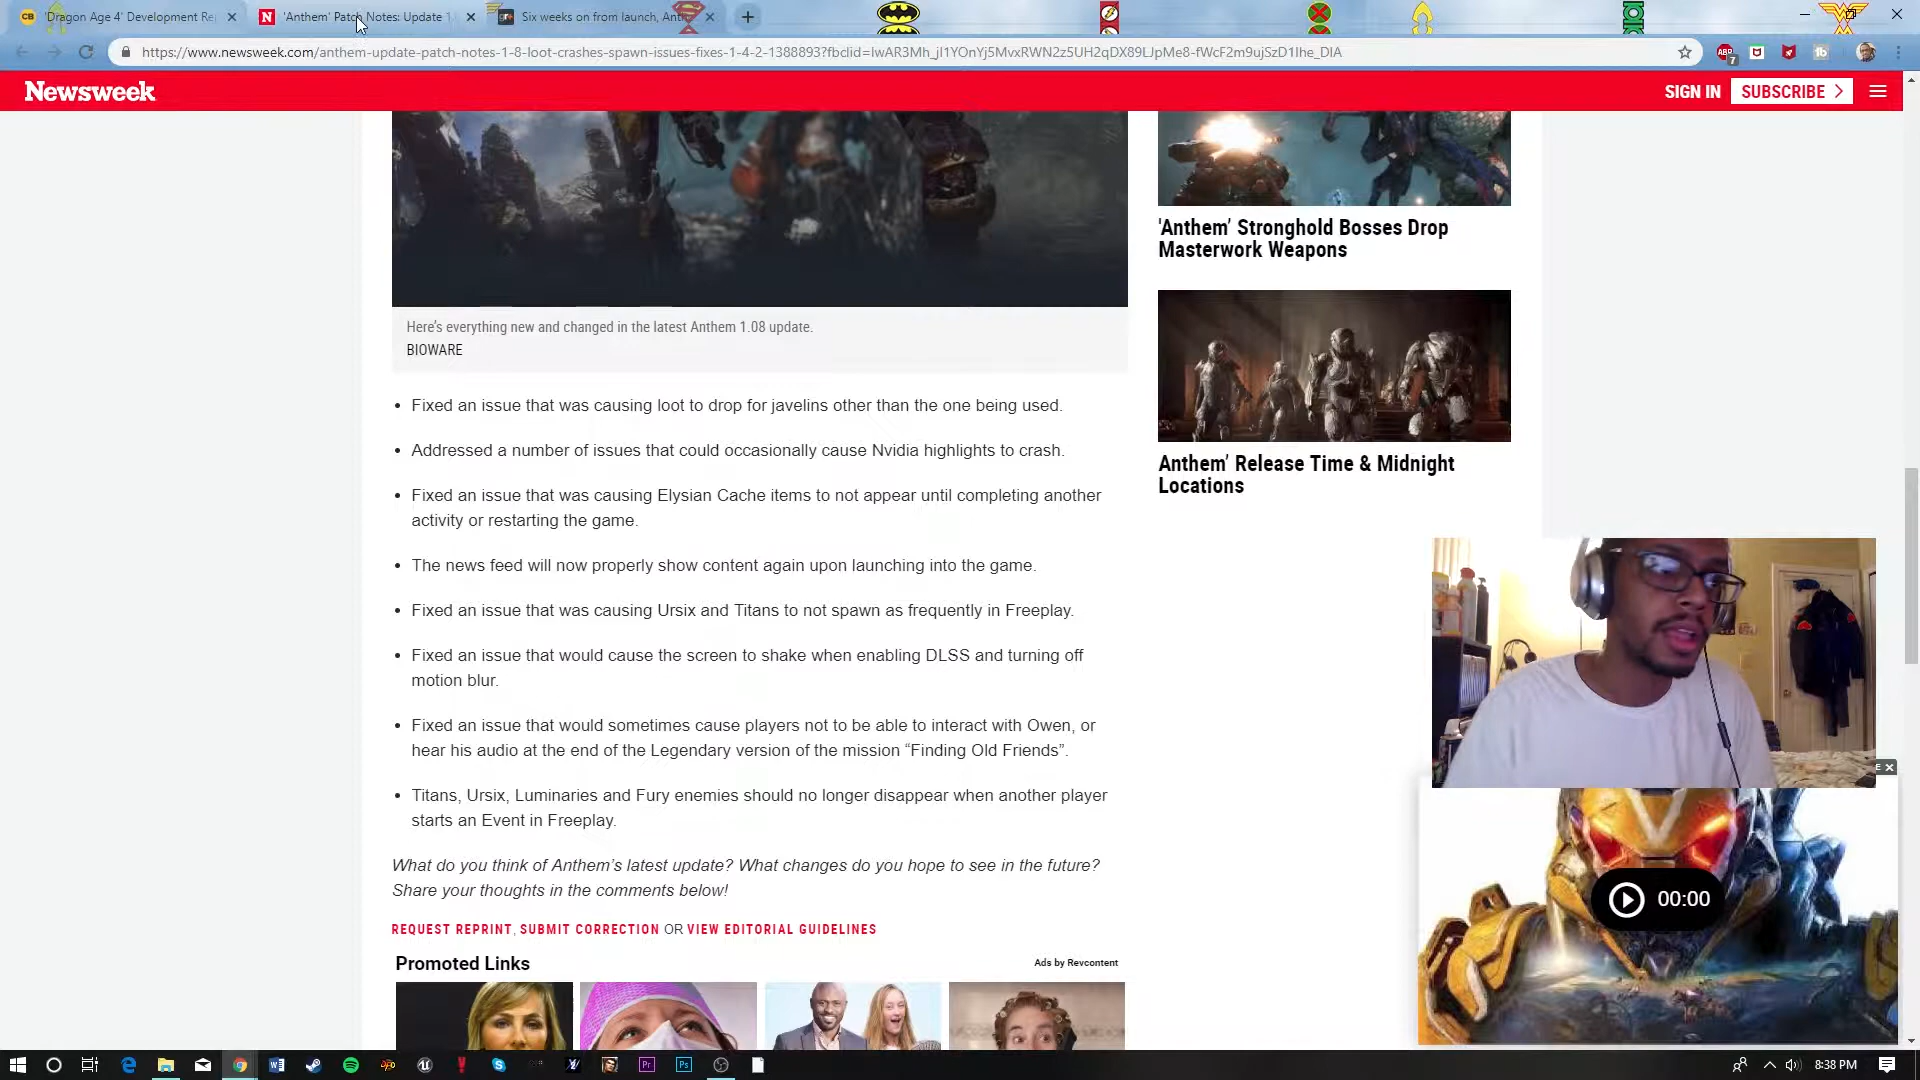 'Dragon Age 4' Development Re
'Anthem' Patch Notes: Update 1
Six weeks on from launch, Anth
https://www.newsweek.com/anthem-update-patch-notes-1-8-loot-crashes-spawn-issues-fixes-1-4-2-1388893?fbclid=IwAR3Mh_jI1YOnYj5MvxRWN2z5UH2qDX89LJpMe8-fWcF2m9ujSzD1Ihe_DIA
Newsweek
SIGN IN
SUBSCRIBE
Here's everything new and changed in the latest Anthem 1.08 update.
BIOWARE
• Fixed an issue that was causing loot to drop for javelins other than the one being used.
• Addressed a number of issues that could occasionally cause Nvidia highlights to crash.
• Fixed an issue that was causing Elysian Cache items to not appear until completing another
activity or restarting the game.
• The news feed will now properly show content again upon launching into the game.
• Fixed an issue that was causing Ursix and Titans to not spawn as frequently in Freeplay.
• Fixed an issue that would cause the screen to shake when enabling DLSS and turning off
motion blur.
• Fixed an issue that would sometimes cause players not to be able to interact with Owen, or
hear his audio at the end of the Legendary version of the mission “Finding Old Friends”.
• Titans, Ursix, Luminaries and Fury enemies should no longer disappear when another player
starts an Event in Freeplay.
What do you think of Anthem's latest update? What changes do you hope to see in the future?
Share your thoughts in the comments below!
REQUEST REPRINT, SUBMIT CORRECTION OR VIEW EDITORIAL GUIDELINES
Promoted Links
Ads by Revcontent
'Anthem' Stronghold Bosses Drop
Masterwork Weapons
Anthem' Release Time & Midnight
Locations
00:00
8:38 PM